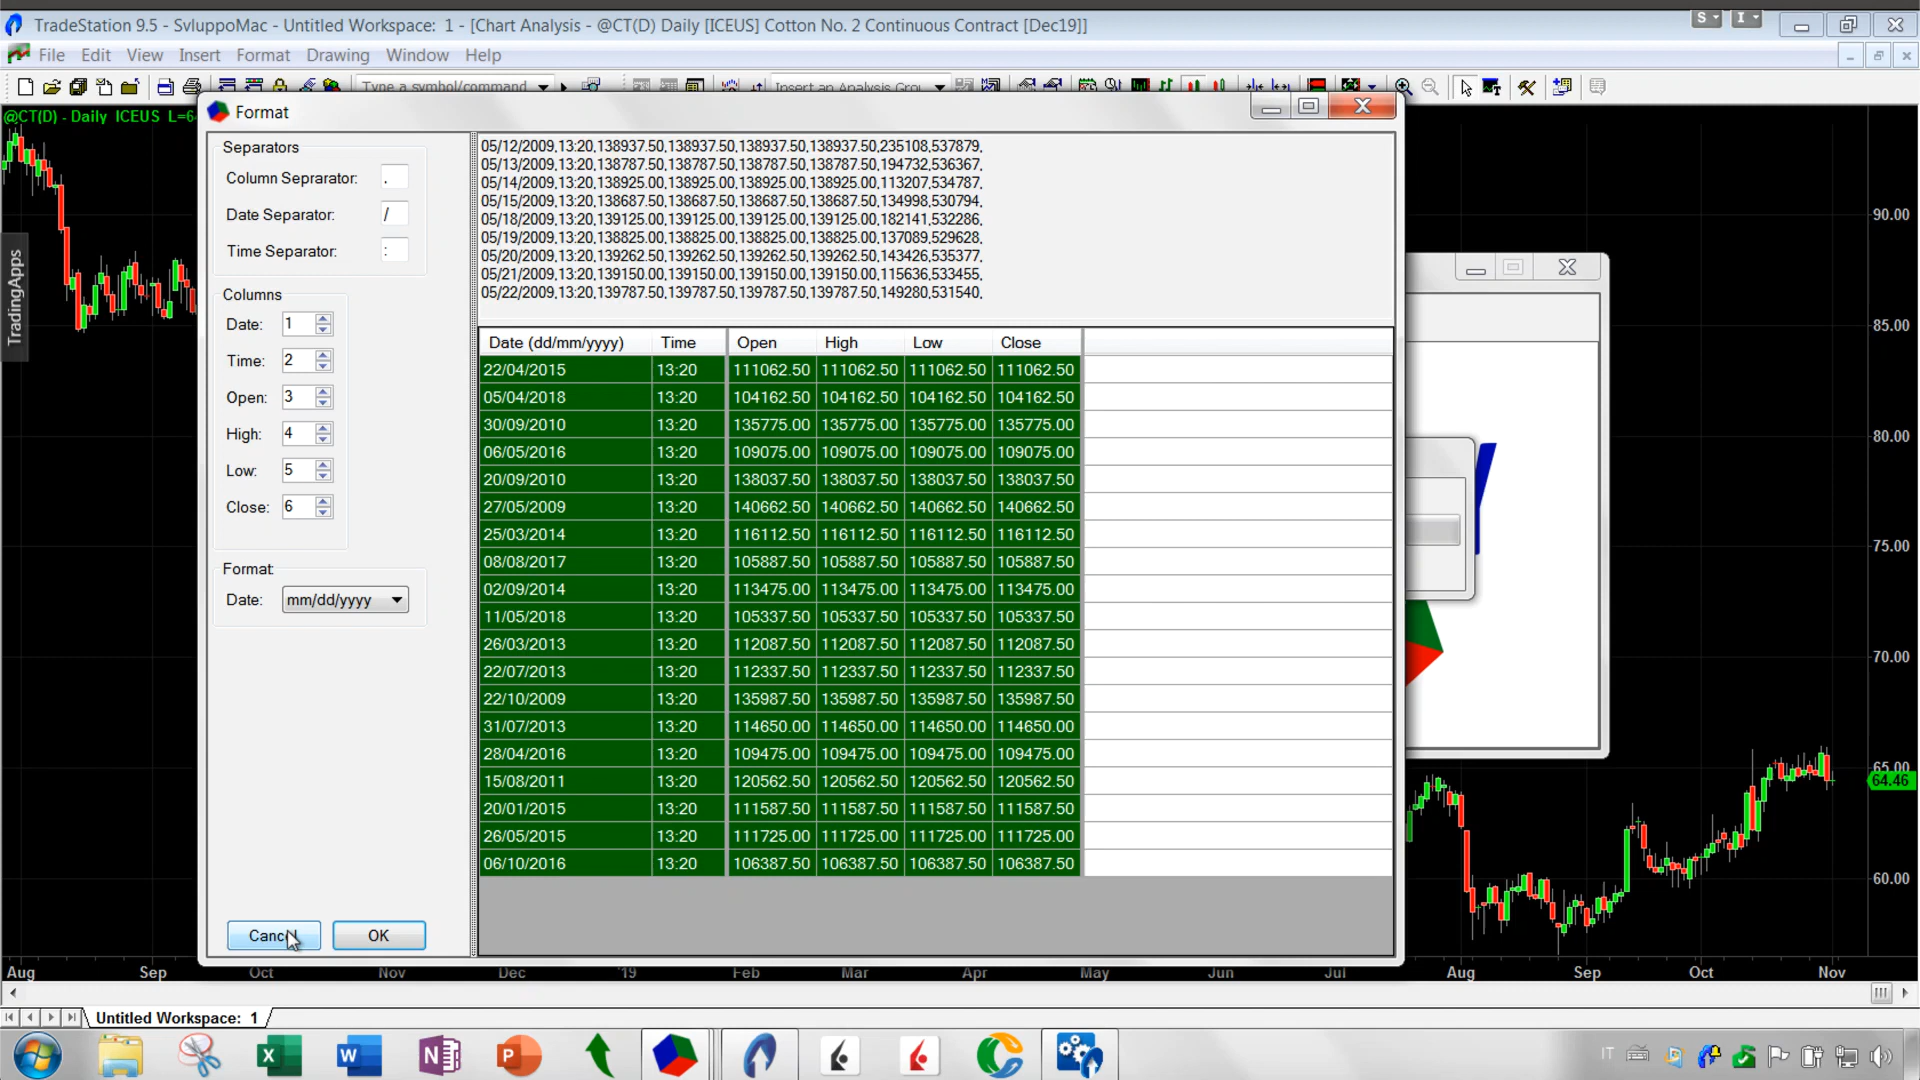 TradeStation 9.5 - SvluppoMac - Untitled Workspace: 1 - [Chart Analysis - @CT(D) Daily [ICEUS] Cotton No. 2 Continuous Contract [Dec19]]
S I
File Edit View Insert Format Drawing Window Help
Type a symbol/command
Insert an Analysis Grou
@CT(D) - Daily ICEUS L=6
TradingApps
Format
Separators
Column Seprarator: ,
Date Separator: /
Time Separator: :
Columns
Date: 1
Time: 2
Open: 3
High: 4
Low: 5
Close: 6
Format
Date: mm/dd/yyyy
Cancel OK
05/12/2009,13:20,138937.50,138937.50,138937.50,138937.50,235108,537879,
05/13/2009,13:20,138787.50,138787.50,138787.50,138787.50,194732,536367,
05/14/2009,13:20,138925.00,138925.00,138925.00,138925.00,113207,534787,
05/15/2009,13:20,138687.50,138687.50,138687.50,138687.50,134998,530794,
05/18/2009,13:20,139125.00,139125.00,139125.00,139125.00,182141,532286,
05/19/2009,13:20,138825.00,138825.00,138825.00,138825.00,137089,529628,
05/20/2009,13:20,139262.50,139262.50,139262.50,139262.50,143426,535377,
05/21/2009,13:20,139150.00,139150.00,139150.00,139150.00,115636,533455,
05/22/2009,13:20,139787.50,139787.50,139787.50,139787.50,149280,531540,
Date (dd/mm/yyyy) Time Open High Low Close
22/04/2015 13:20 111062.50 111062.50 111062.50 111062.50
05/04/2018 13:20 104162.50 104162.50 104162.50 104162.50
30/09/2010 13:20 135775.00 135775.00 135775.00 135775.00
06/05/2016 13:20 109075.00 109075.00 109075.00 109075.00
20/09/2010 13:20 138037.50 138037.50 138037.50 138037.50
27/05/2009 13:20 140662.50 140662.50 140662.50 140662.50
25/03/2014 13:20 116112.50 116112.50 116112.50 116112.50
08/08/2017 13:20 105887.50 105887.50 105887.50 105887.50
02/09/2014 13:20 113475.00 113475.00 113475.00 113475.00
11/05/2018 13:20 105337.50 105337.50 105337.50 105337.50
26/03/2013 13:20 112087.50 112087.50 112087.50 112087.50
22/07/2013 13:20 112337.50 112337.50 112337.50 112337.50
22/10/2009 13:20 135987.50 135987.50 135987.50 135987.50
31/07/2013 13:20 114650.00 114650.00 114650.00 114650.00
28/04/2016 13:20 109475.00 109475.00 109475.00 109475.00
15/08/2011 13:20 120562.50 120562.50 120562.50 120562.50
20/01/2015 13:20 111587.50 111587.50 111587.50 111587.50
26/05/2015 13:20 111725.00 111725.00 111725.00 111725.00
06/10/2016 13:20 106387.50 106387.50 106387.50 106387.50
90.00
85.00
80.00
75.00
70.00
65.00
64.46
60.00
Aug Sep Oct Nov Dec '19 Feb Mar Apr May Jun Jul Aug Sep Oct Nov
Untitled Workspace: 1
IT